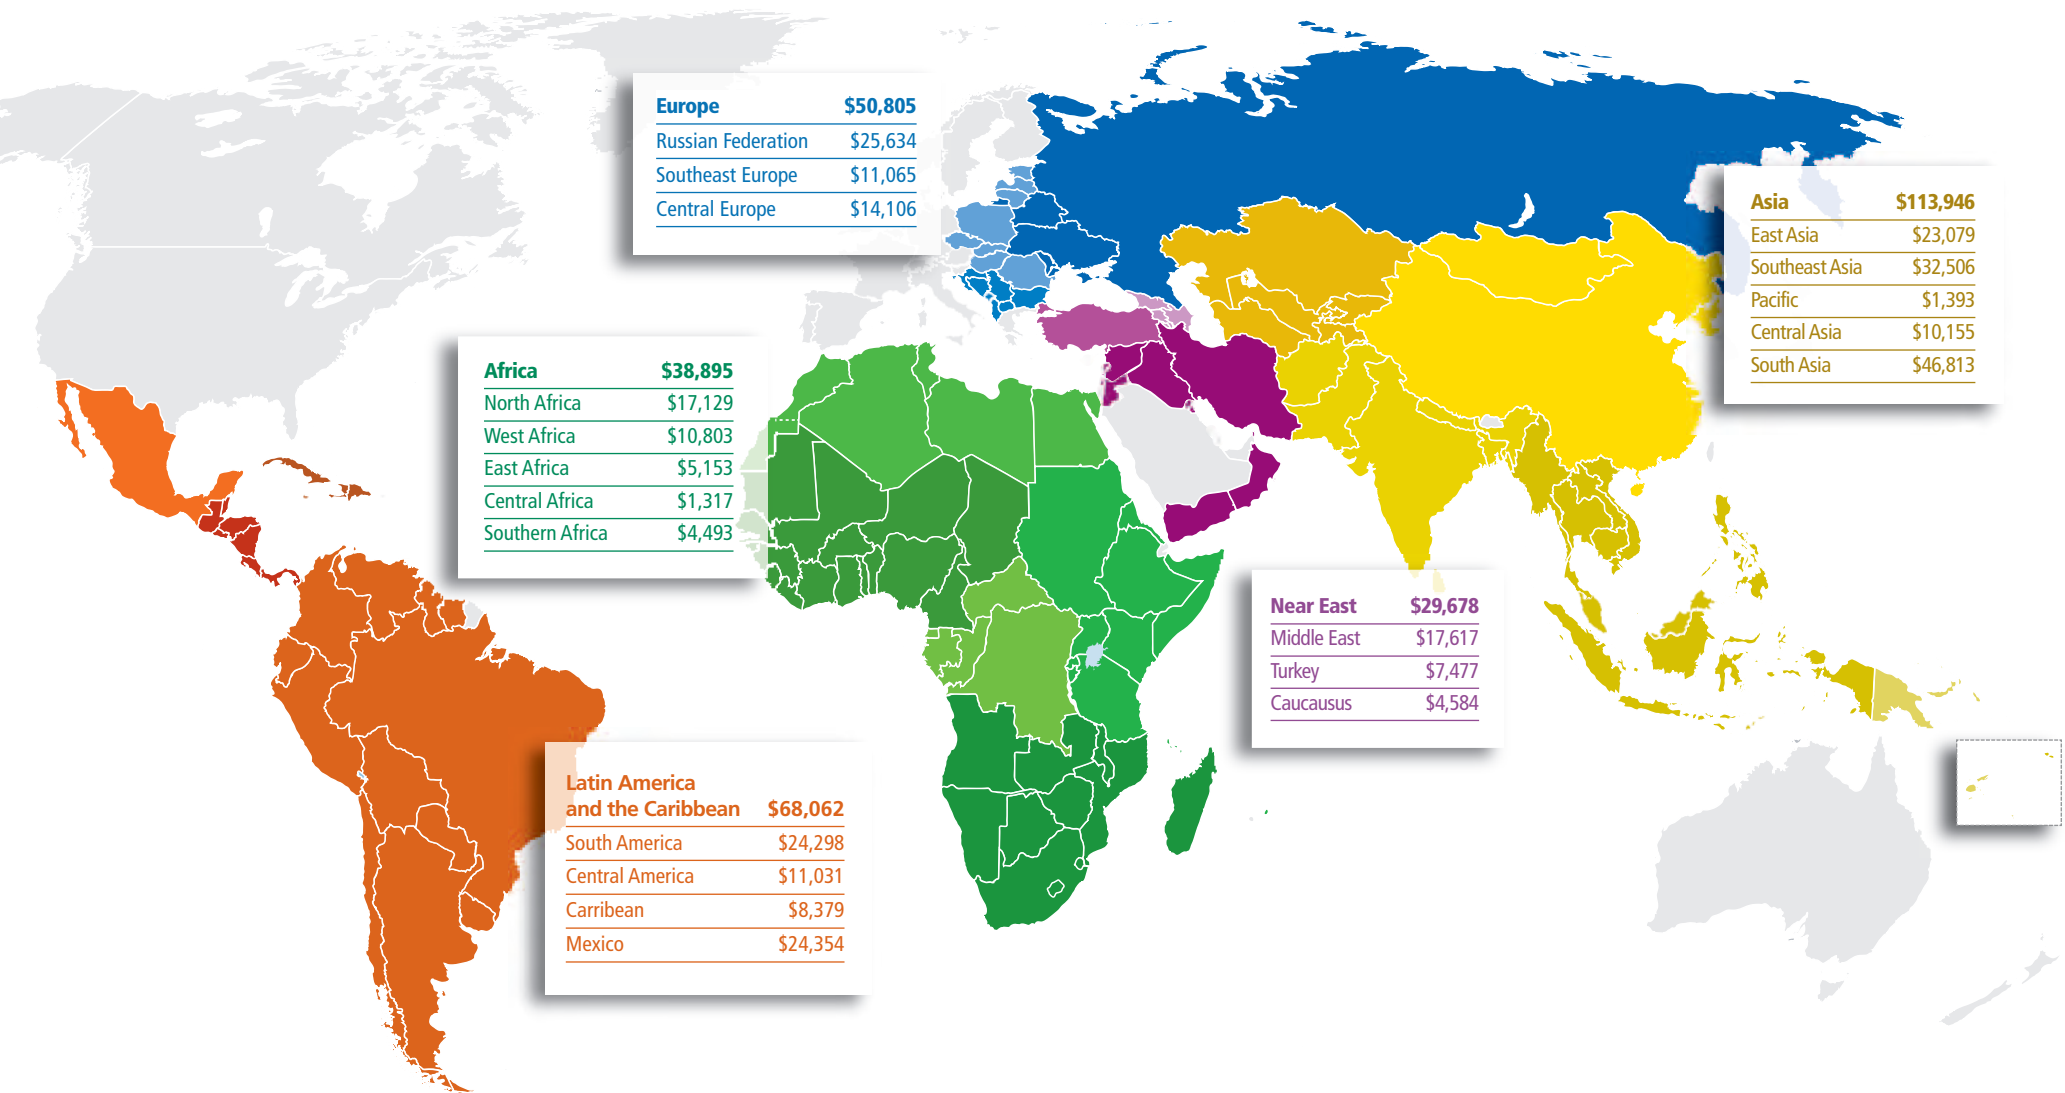 Europe $50,805
Russian Federation $25,634
Southeast Europe $11,065
Central Europe $14,106
Asia $113,946
East Asia $23,079
Southeast Asia $32,506
Pacific $1,393
Central Asia $10,155
South Asia $46,813
Africa $38,895
North Africa $17,129
West Africa $10,803
East Africa $5,153
Central Africa $1,317
Southern Africa $4,493
Near East $29,678
Middle East $17,617
Turkey $7,477
Caucausus $4,584
Latin America
and the Caribbean $68,062
South America $24,298
Central America $11,031
Carribean $8,379
Mexico $24,354